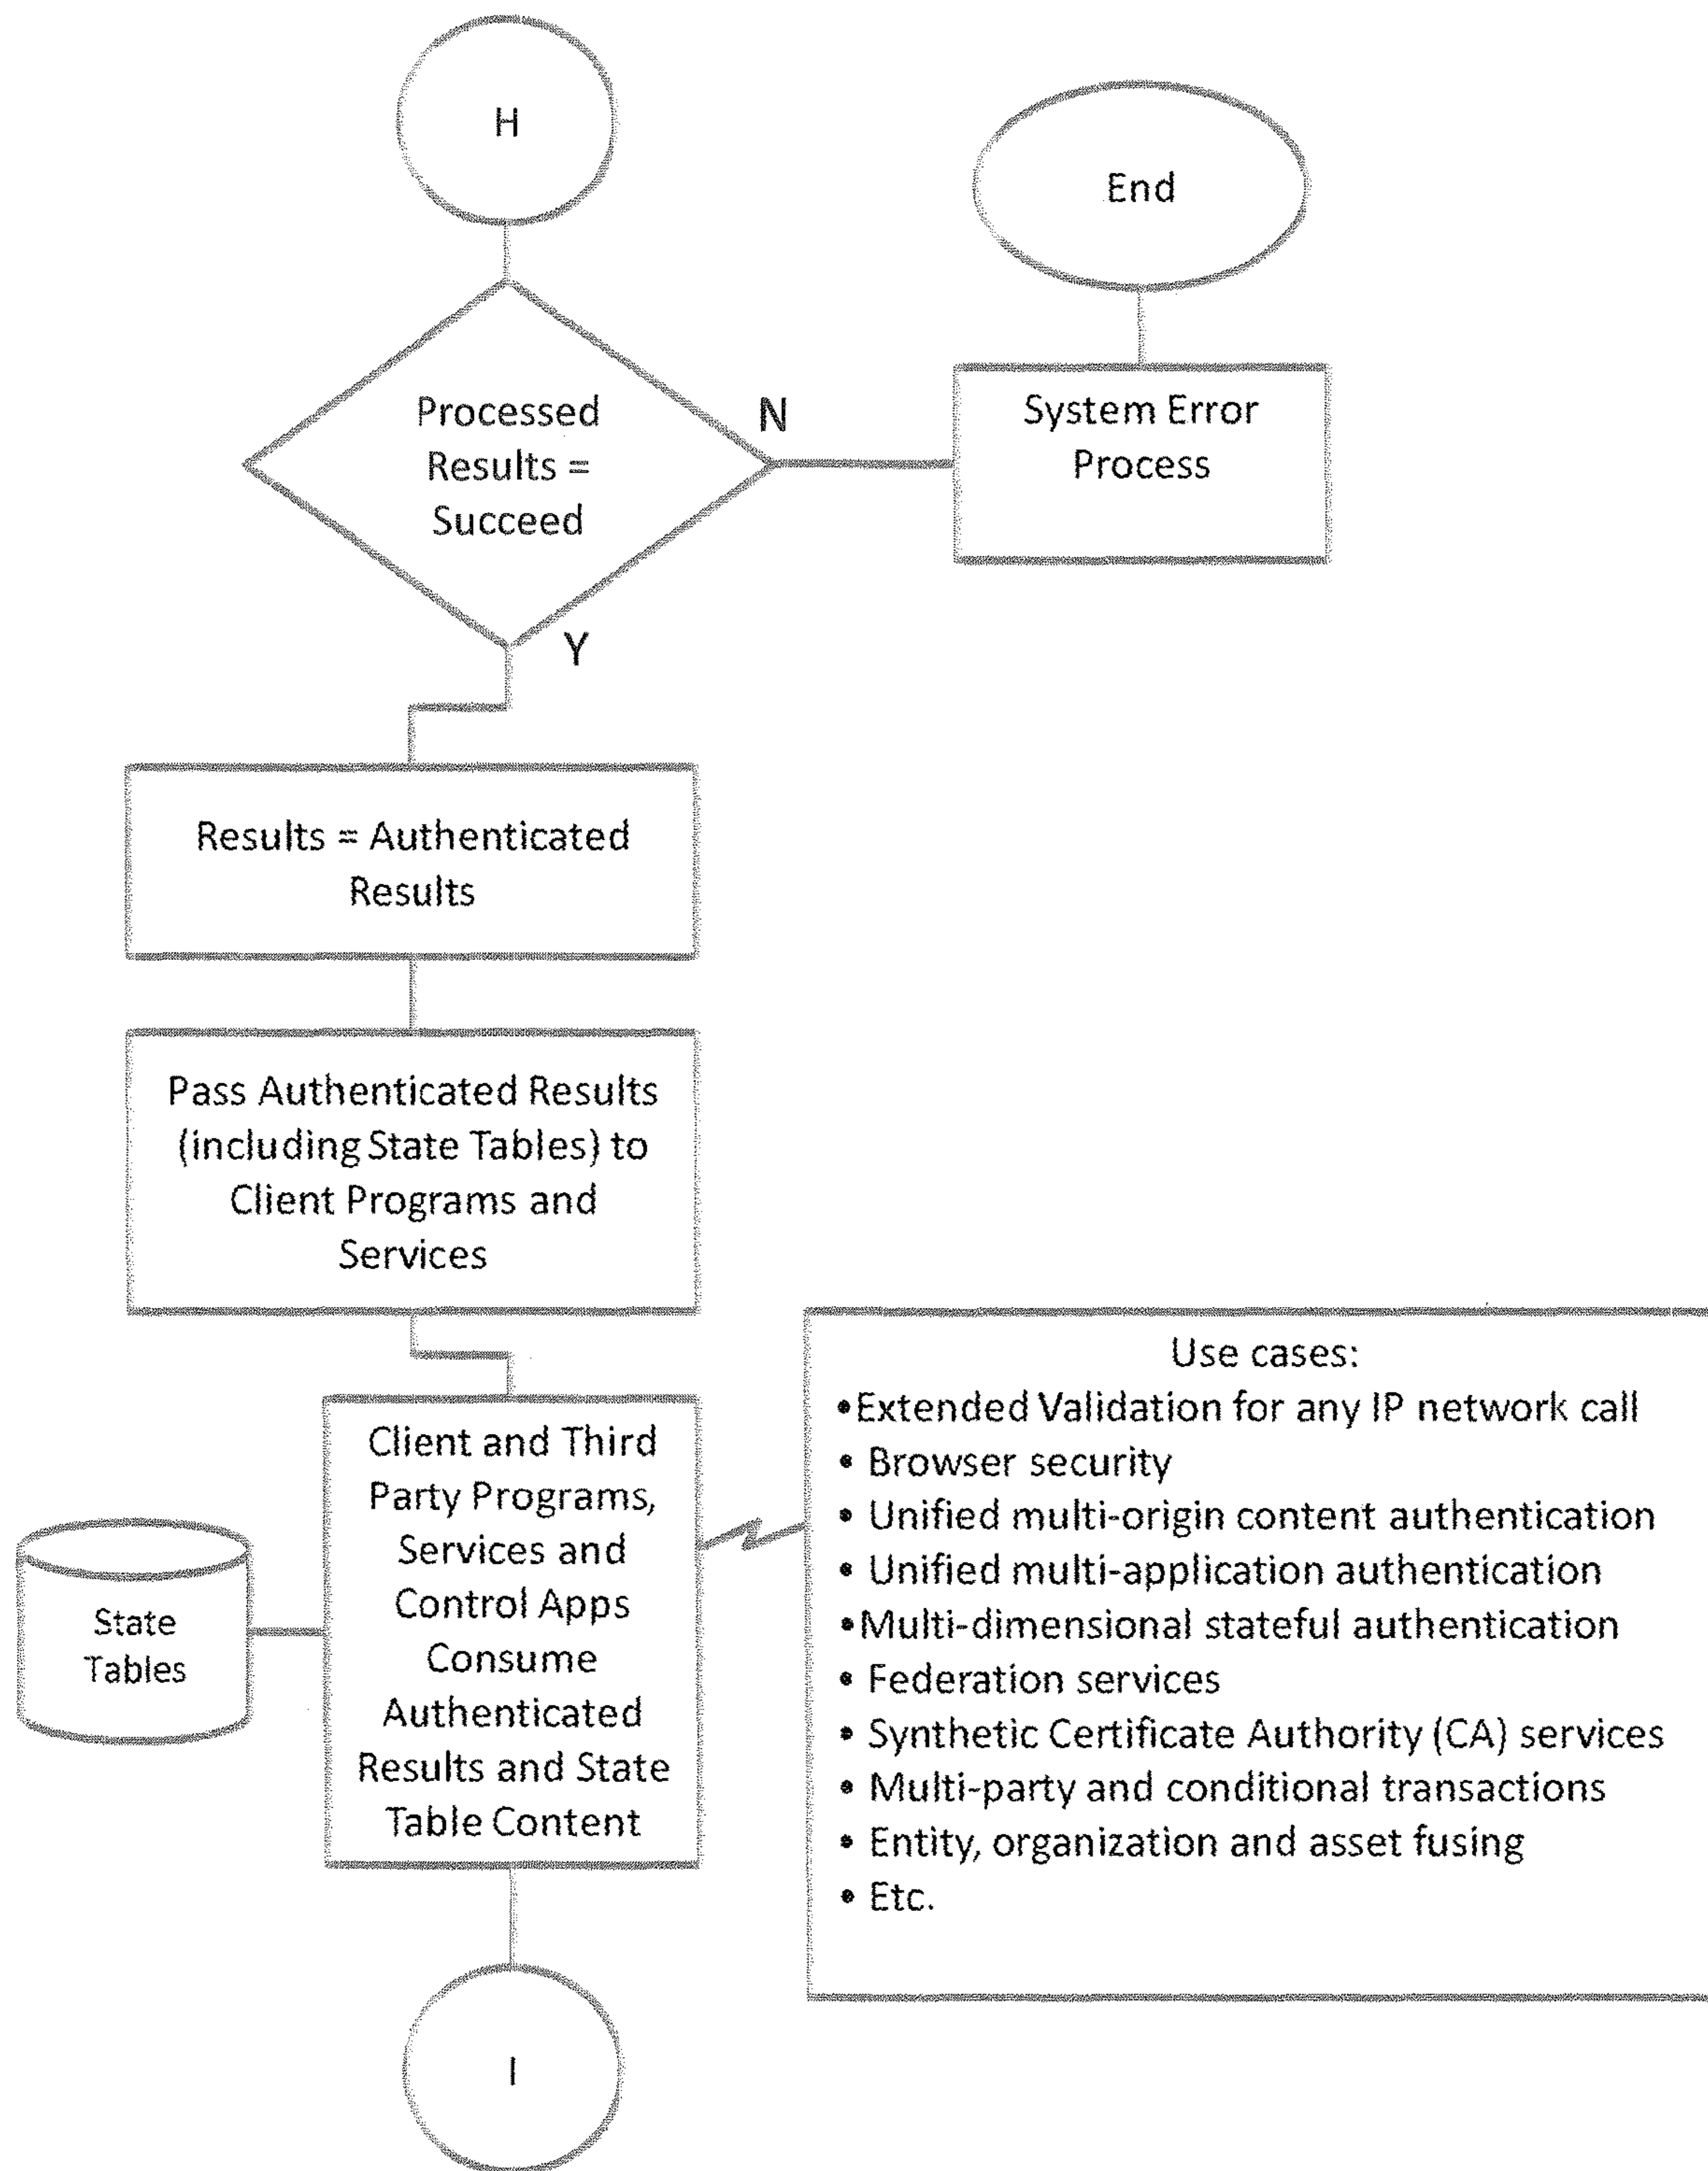 H
End
Processed
Results =
Succeed
N
System Error
Process
Y
Results = Authenticated
Results
Pass Authenticated Results
(including State Tables) to
Client Programs and
Services
Client and Third
Party Programs,
Services and
Control Apps
Consume
Authenticated
Results and State
Table Content
State
Tables
Use cases:
•Extended Validation for any IP network call
• Browser security
• Unified multi-origin content authentication
• Unified multi-application authentication
•Multi-dimensional stateful authentication
• Federation services
• Synthetic Certificate Authority (CA) services
• Multi-party and conditional transactions
• Entity, organization and asset fusing
• Etc.
I